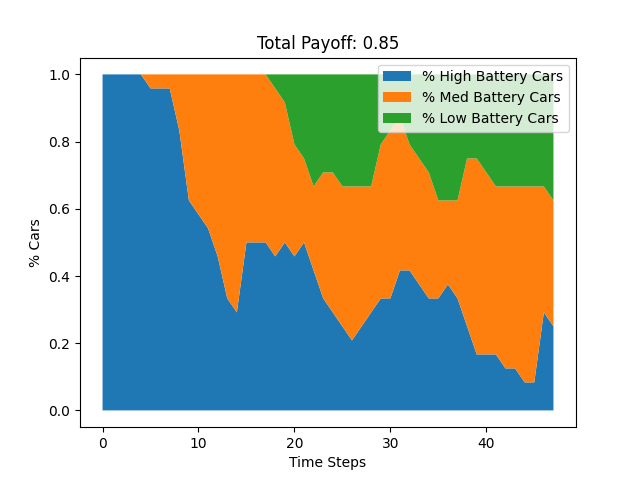 Total Payoff: 0.85
% High Battery Cars
% Med Battery Cars
% Low Battery Cars
1.0
0.8
0.6
0.4
0.2
0.0
% Cars
0 10 20 30 40
Time Steps